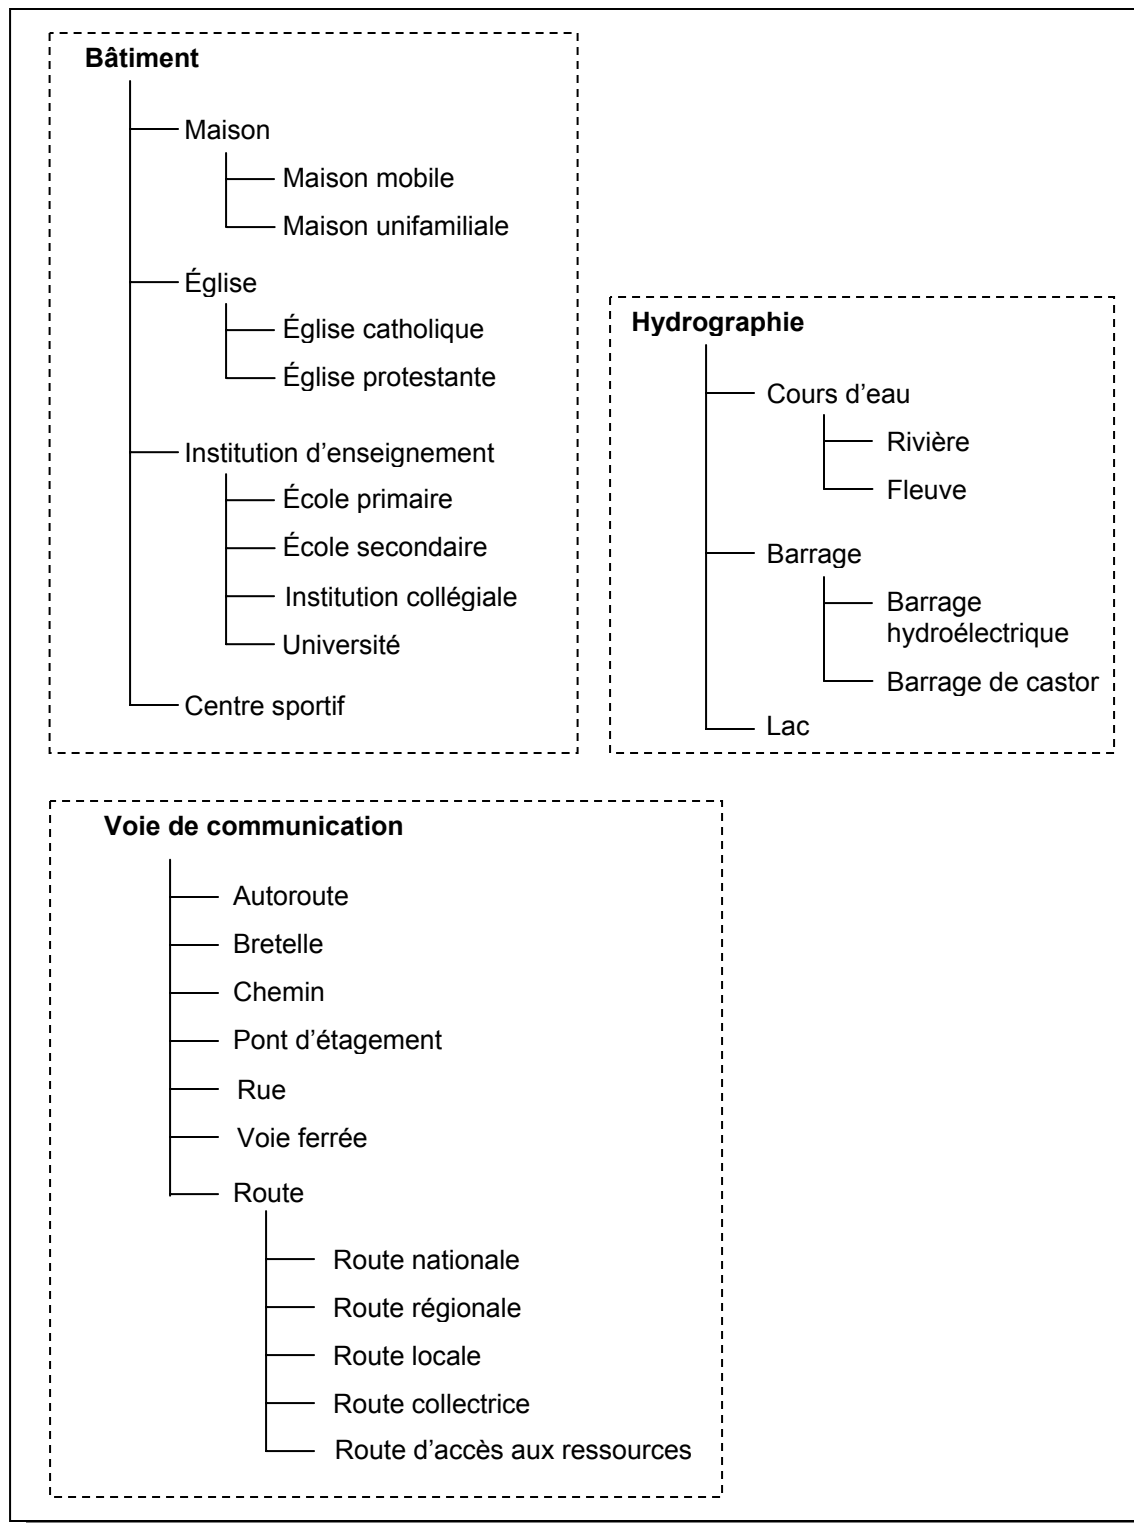 Bâtiment
Maison
Maison mobile
Maison unifamiliale
Église
Église catholique
Église protestante
Institution d’enseignement
École primaire
École secondaire
Institution collégiale
Université
Centre sportif
Hydrographie
Cours d’eau
Rivière
Fleuve
Barrage
Barrage
hydroélectrique
Barrage de castor
Lac
Voie de communication
Autoroute
Bretelle
Chemin
Pont d’étagement
Rue
Voie ferrée
Route
Route nationale
Route régionale
Route locale
Route collectrice
Route d’accès aux ressources